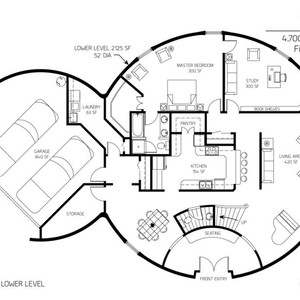 4,700
Fi
LOWER LEVEL 2125 SF
52' DIA
MASTER BEDROOM
300 SF
STUDY
300 SF
LAUNDRY
63 SF
BOOK SHELVES
PANTRY
GARAGE
840 SF
KITCHEN
154 SF
LIVING ARE
420 SF
STORAGE
SEATING
FRONT ENTRY
LOWER LEVEL